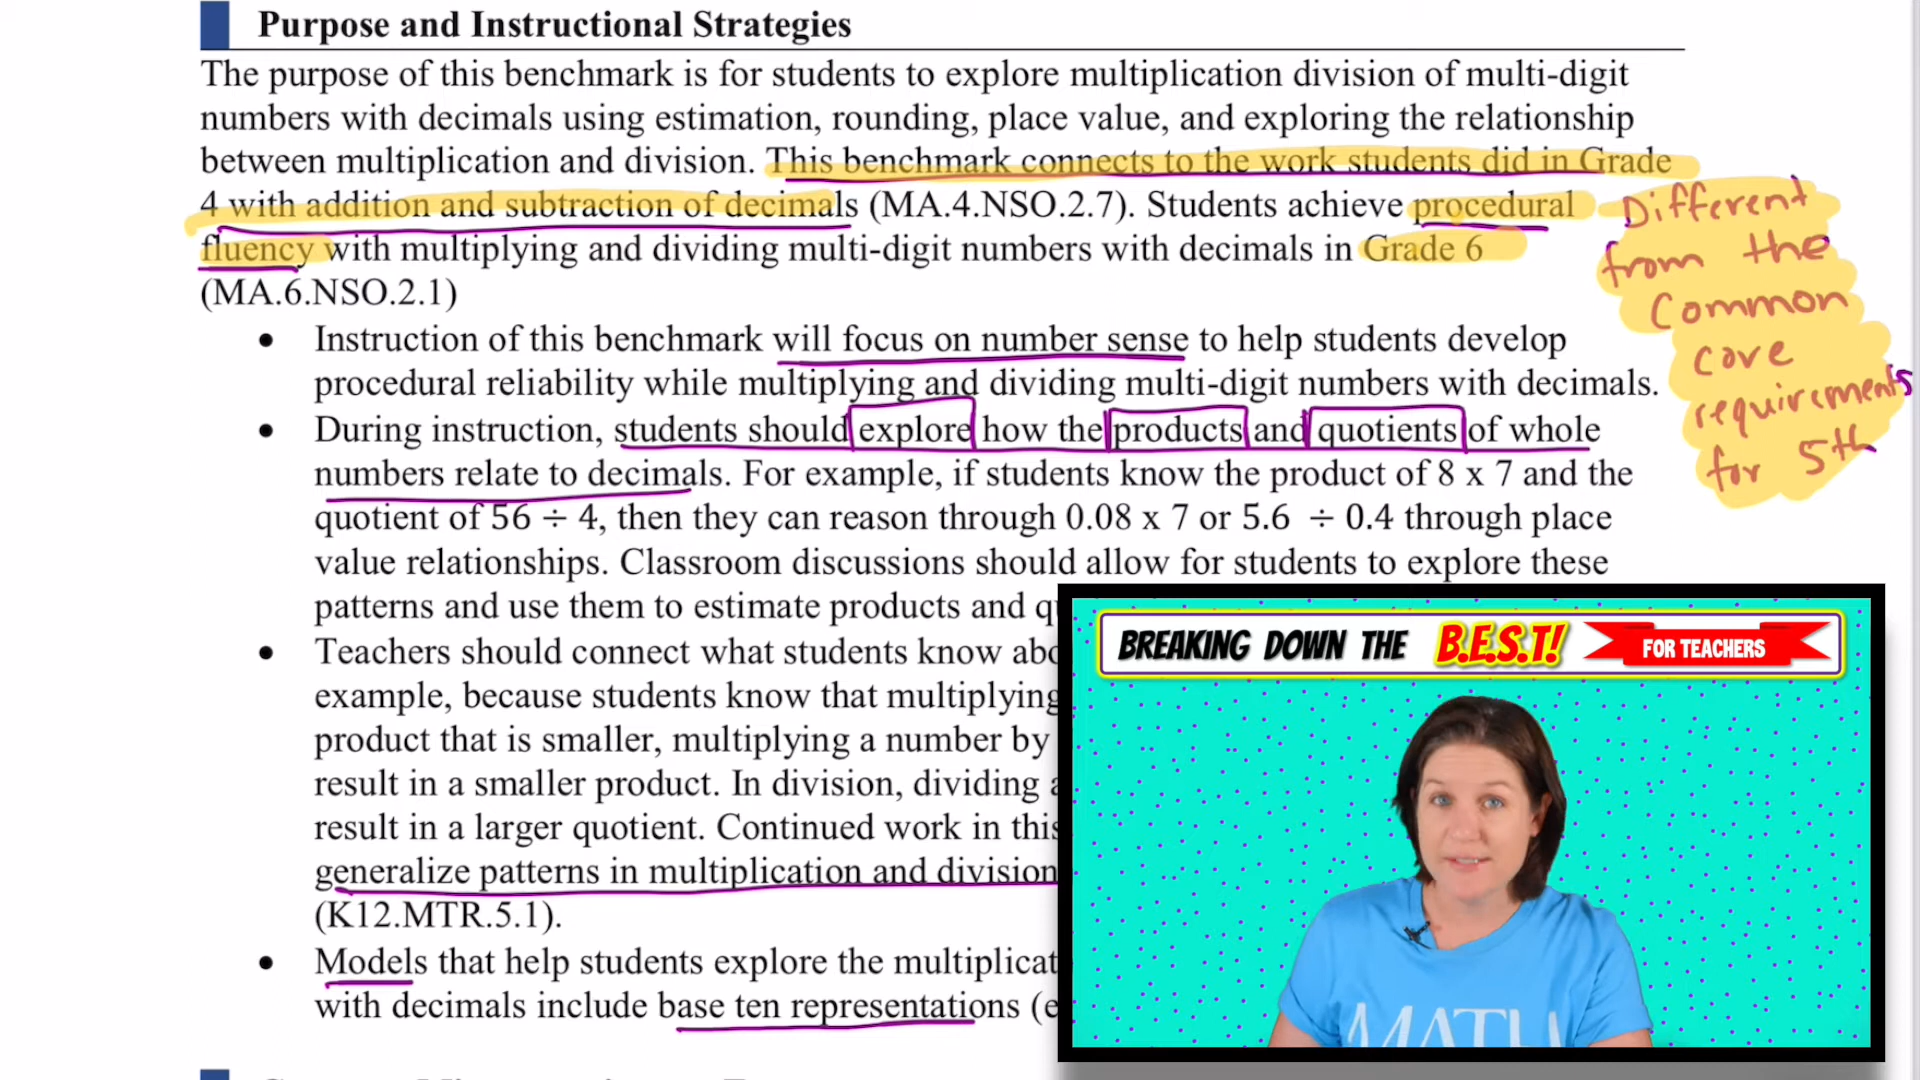 Purpose and Instructional Strategies
The purpose of this benchmark is for students to explore multiplication division of multi-digit
numbers with decimals using estimation, rounding, place value, and exploring the relationship
between multiplication and division. This benchmark connects to the work students did in Grade
4 with addition and subtraction of decimals (MA.4.NSO.2.7). Students achieve procedural
fluency with multiplying and dividing multi-digit numbers with decimals in Grade 6
(MA.6.NSO.2.1)
Different
from the
Common
core
requirements
for 5th
• Instruction of this benchmark will focus on number sense to help students develop
procedural reliability while multiplying and dividing multi-digit numbers with decimals.
• During instruction, students should explore how the products and quotients of whole
numbers relate to decimals. For example, if students know the product of 8 x 7 and the
quotient of 56 ÷ 4, then they can reason through 0.08 x 7 or 5.6 ÷ 0.4 through place
value relationships. Classroom discussions should allow for students to explore these
patterns and use them to estimate products and
• Teachers should connect what students know
example, because students know that multiplying
product that is smaller, multiplying a number by
result in a smaller product. In division, dividing
result in a larger quotient. Continued work in this
generalize patterns in multiplication and division
(K12.MTR.5.1).
• Models that help students explore the
with decimals include base ten representations (e
BREAKING DOWN THE B.E.S.T! FOR TEACHERS
MATH